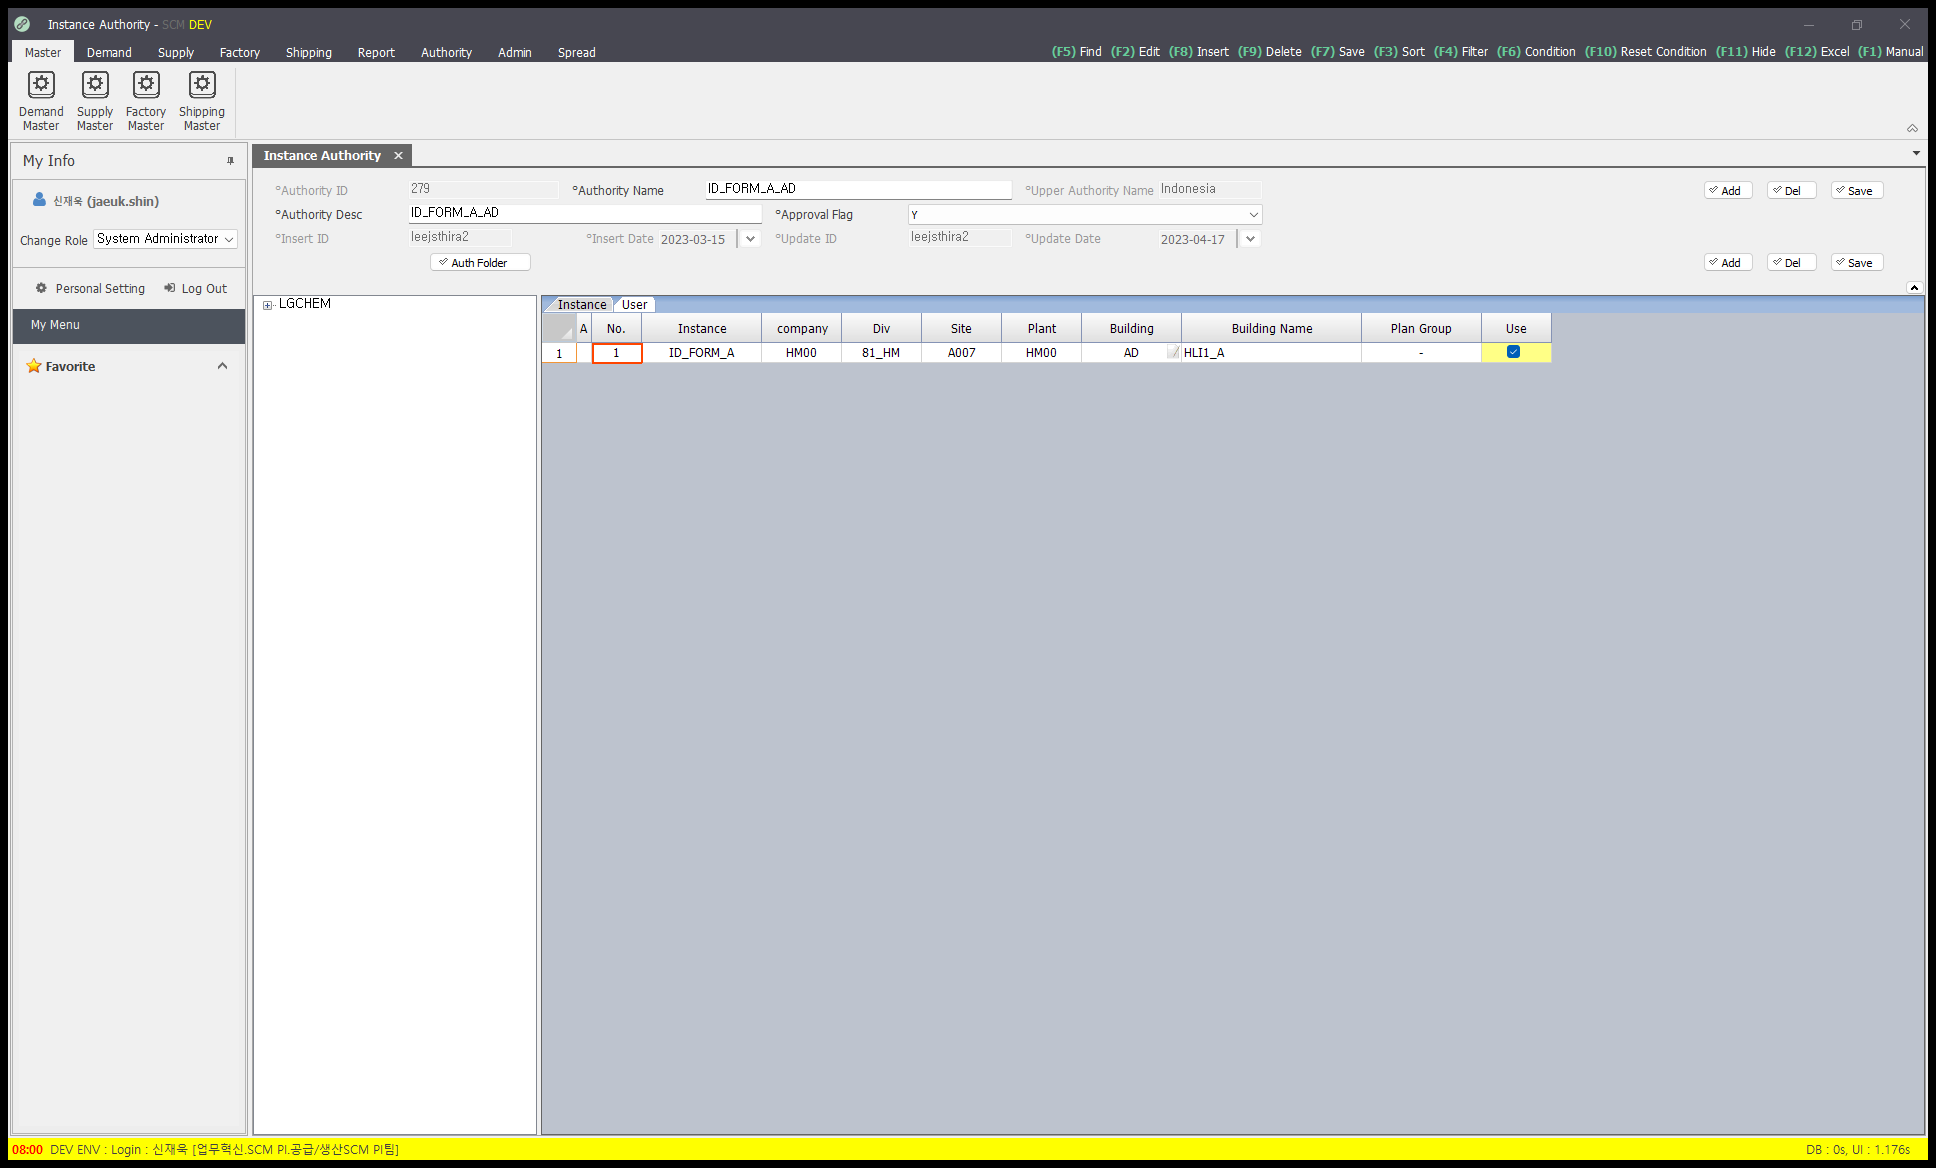 Instance Authority - SCM DEV
Master Demand Supply Factory Shipping Report Authority Admin Spread
(F5) Find (F2) Edit (F8) Insert (F9) Delete (F7) Save (F3) Sort (F4) Filter (F6) Condition (F10) Reset Condition (F11) Hide (F12) Excel (F1) Manual
Demand Master
Supply Master
Factory Master
Shipping Master
My Info
신재욱 (jaeuk.shin)
Change Role System Administrator
Personal Setting Log Out
My Menu
Favorite
Instance Authority
Authority ID 279 Authority Name ID_FORM_A_AD Upper Authority Name Indonesia Add Del Save
Authority Desc ID_FORM_A_AD Approval Flag Y
Insert ID leejsthira2 Insert Date 2023-03-15 Update ID leejsthira2 Update Date 2023-04-17
Auth Folder Add Del Save
LGCHEM
Instance User
A No. Instance company Div Site Plant Building Building Name Plan Group Use
1 1 ID_FORM_A HM00 81_HM A007 HM00 AD HLI1_A -
08:00 DEV ENV : Login : 신재욱 [업무혁신.SCM PI.공급/생산SCM PI팀]
DB : 0s, UI : 1.176s